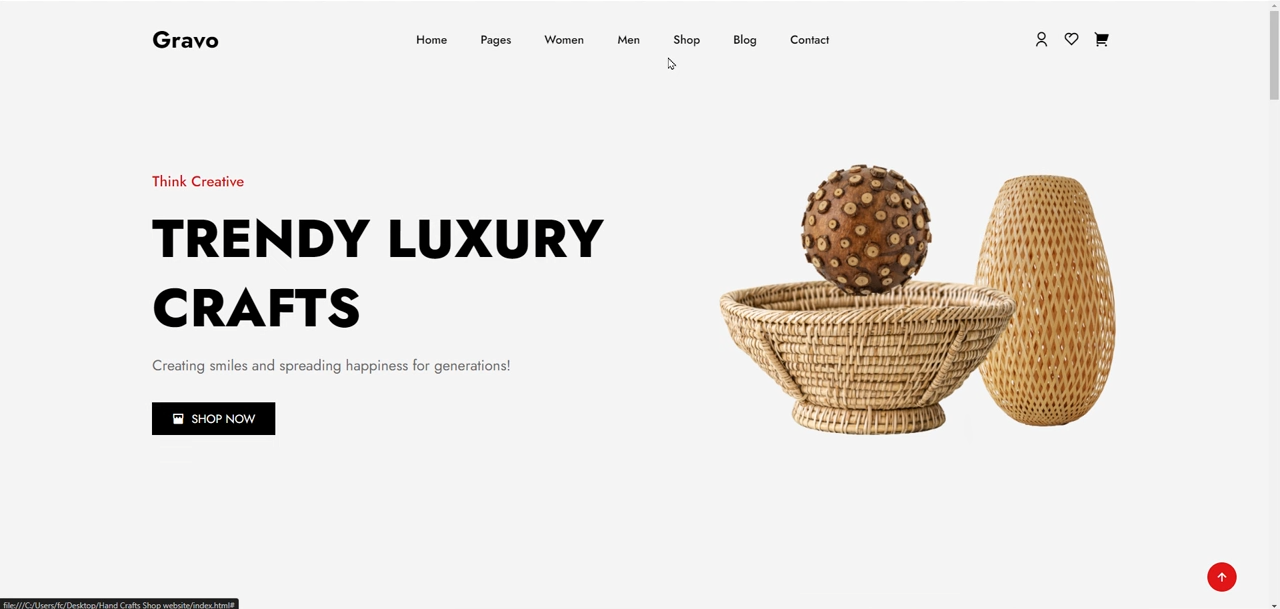 Gravo
Home Pages Women Men Shop Blog Contact
Think Creative
TRENDY LUXURY
CRAFTS
Creating smiles and spreading happiness for generations!
SHOP NOW
file:///C:/Users/fc/Desktop/Hand Crafts Shop website/index.html#